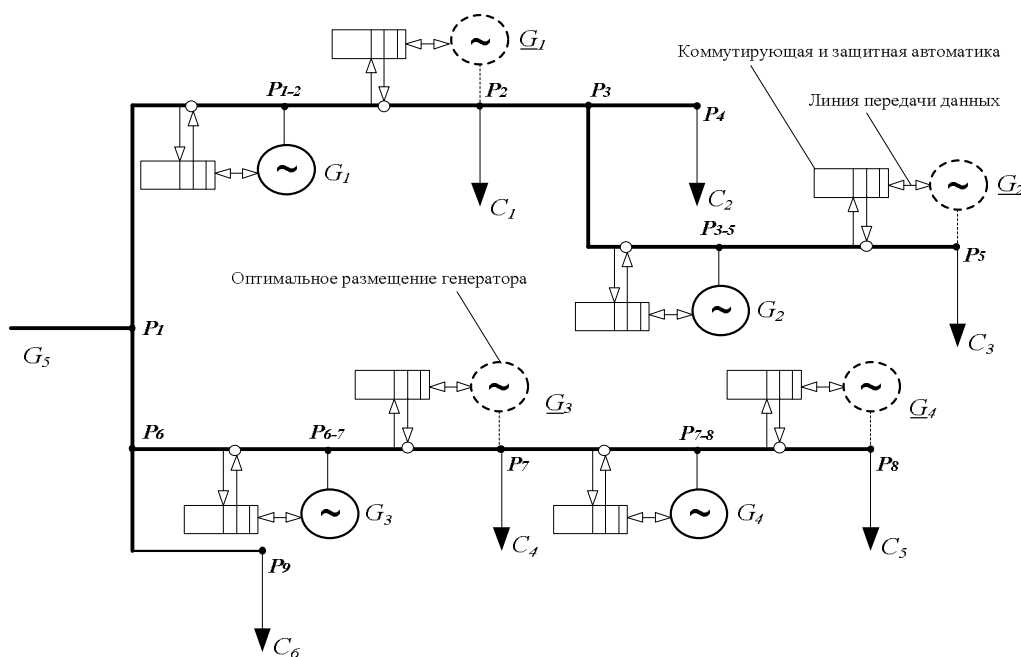 G1
Коммутирующая и защитная автоматика
P1-2
P2
P3
P4
Линия передачи данных
G1
C1
C2
G2
P3-5
P5
Оптимальное размещение генератора
G2
C3
P1
G5
G3
G4
P6
P6-7
P7
P7-8
P8
G3
G4
C4
C5
P9
C6